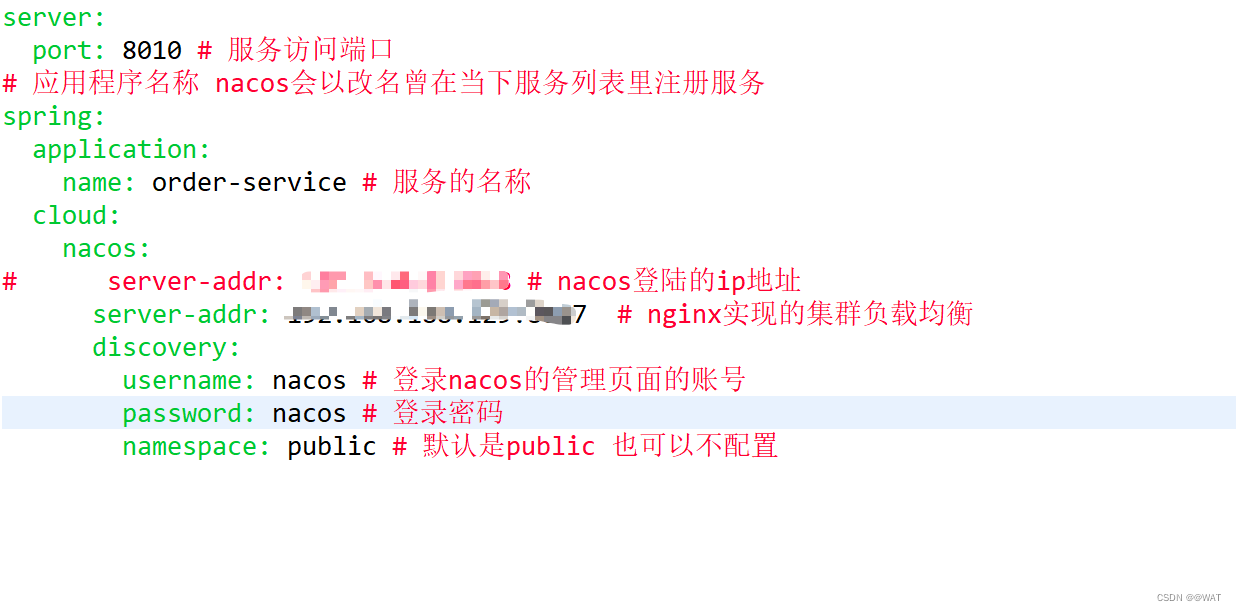 server:
  port: 8010 # 服务访问端口
# 应用程序名称 nacos会以改名曾在当下服务列表里注册服务
spring:
  application:
    name: order-service # 服务的名称
  cloud:
    nacos:
#      server-addr: # nacos登陆的ip地址
      server-addr: # nginx实现的集群负载均衡
      discovery:
        username: nacos # 登录nacos的管理页面的账号
        password: nacos # 登录密码
        namespace: public # 默认是public 也可以不配置
CSDN @@WAT